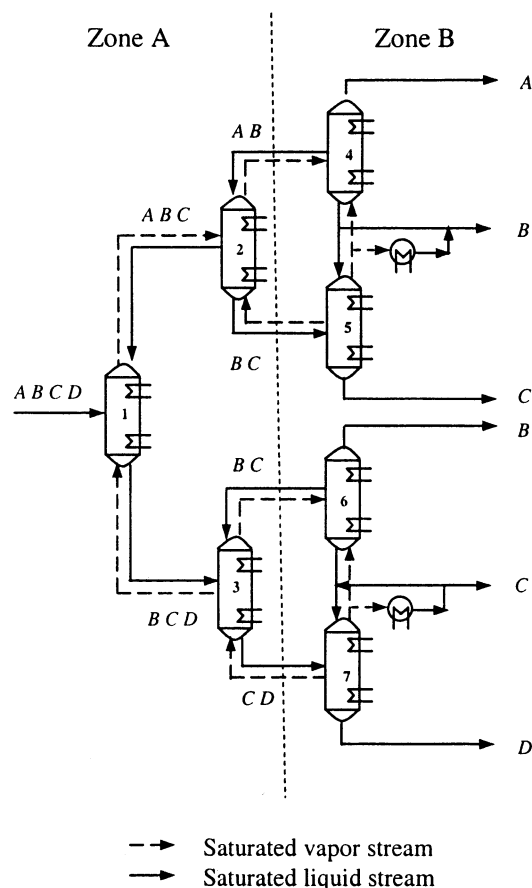 Zone A
Zone B
A
A B
4
A B C
B
2
5
B C
A B C D
1
C
B
B C
6
3
C
B C D
C D
7
D
Saturated vapor stream
Saturated liquid stream